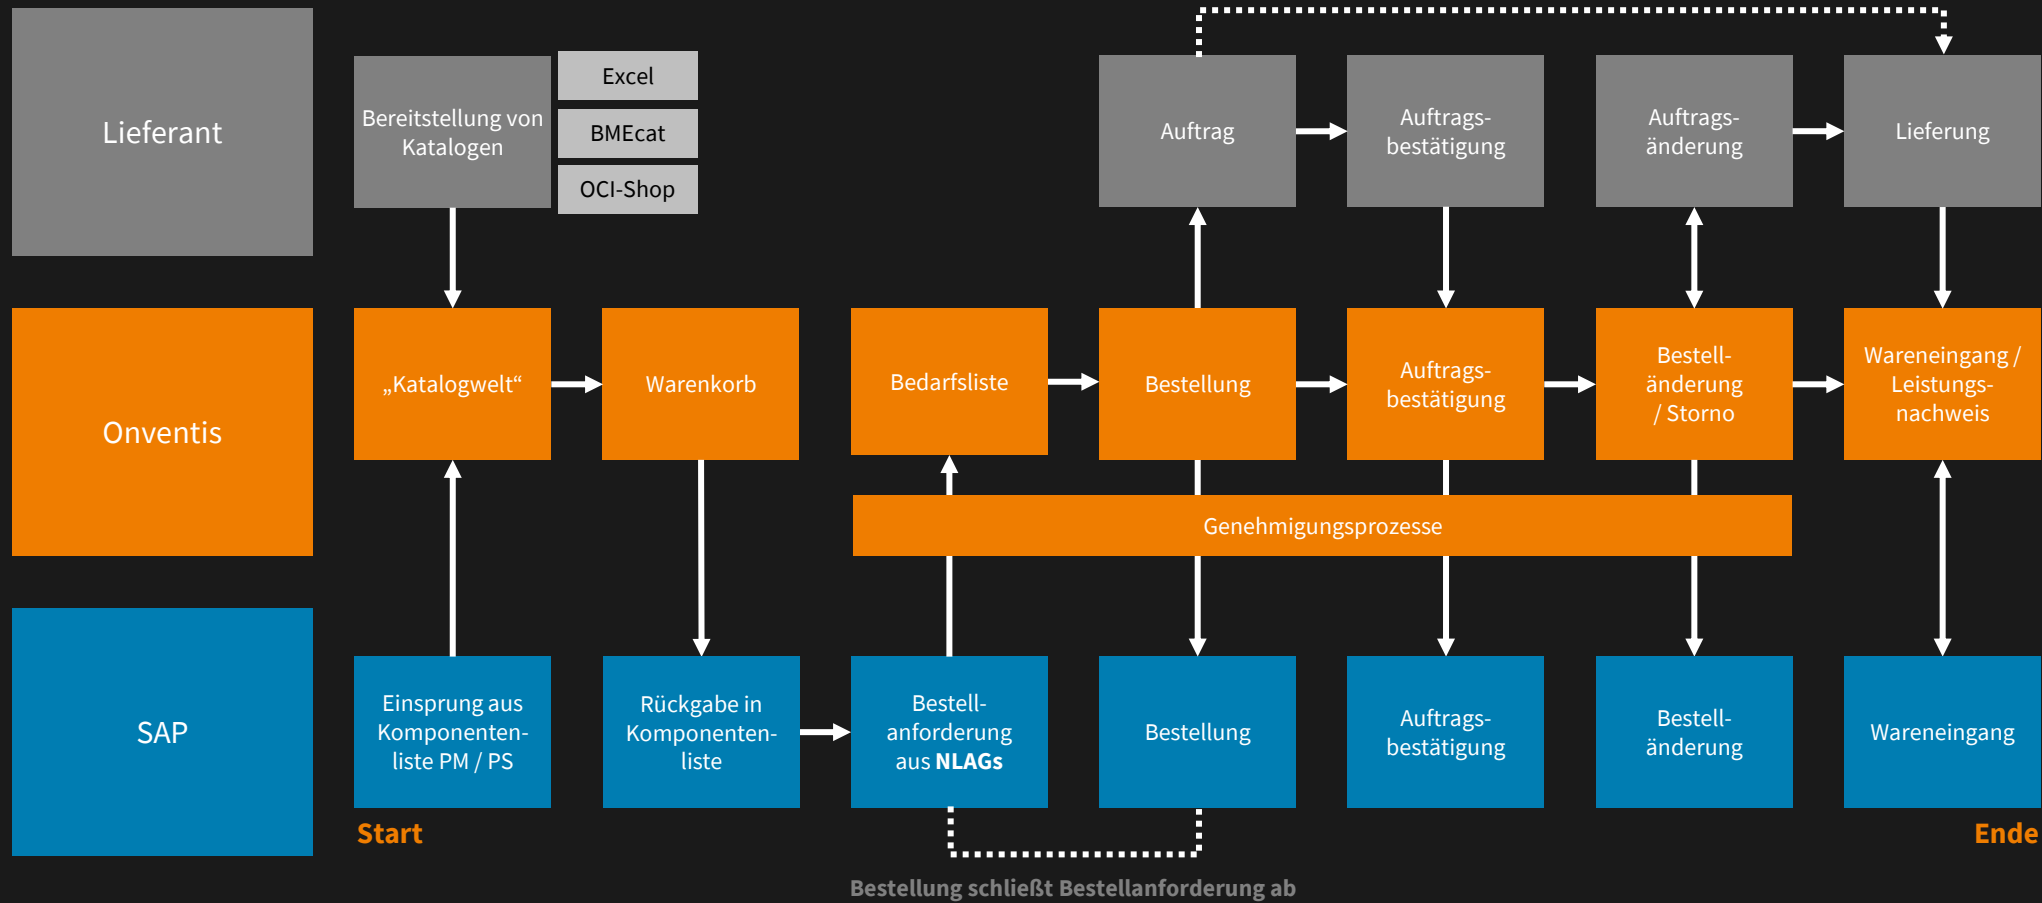 Lieferant
Bereitstellung von
Katalogen
Excel
BMEcat
OCI-Shop
Auftrag
Auftrags-
bestätigung
Auftrags-
änderung
Lieferung
Onventis
„Katalogwelt“
Warenkorb
Bedarfsliste
Bestellung
Auftrags-
bestätigung
Bestell-
änderung
/ Storno
Wareneingang /
Leistungs-
nachweis
Genehmigungsprozesse
SAP
Einsprung aus
Komponenten-
liste PM / PS
Rückgabe in
Komponenten-
liste
Bestell-
anforderung
aus NLAGs
Bestellung
Auftrags-
bestätigung
Bestell-
änderung
Wareneingang
Start
Ende
Bestellung schließt Bestellanforderung ab